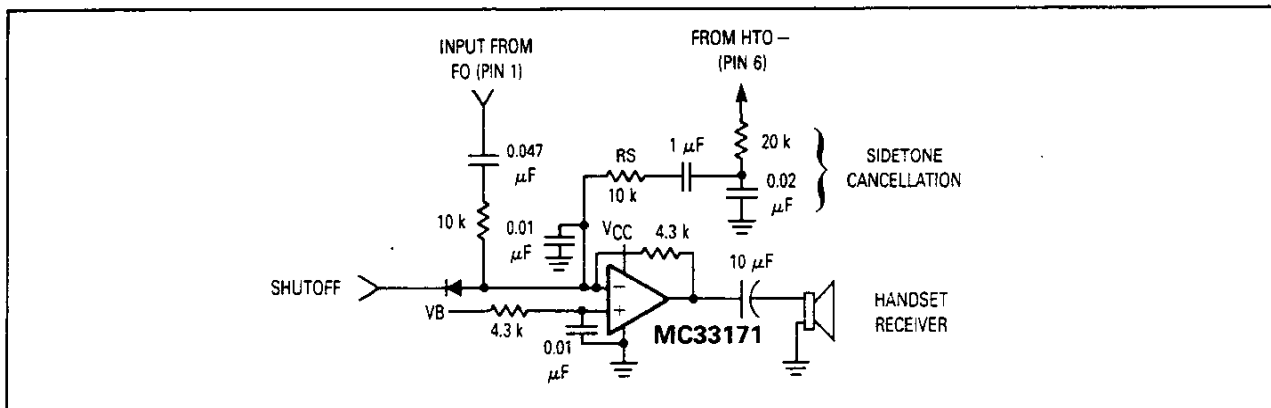 INPUT FROM
FO (PIN 1)
FROM HTO –
(PIN 6)
0.047
μF
10 k
0.01
μF
RS
10 k
1 μF
20 k
0.02
μF
SIDETONE
CANCELLATION
VCC
4.3 k
10 μF
SHUTOFF
VB
4.3 k
0.01
μF
–
+
MC33171
HANDSET
RECEIVER